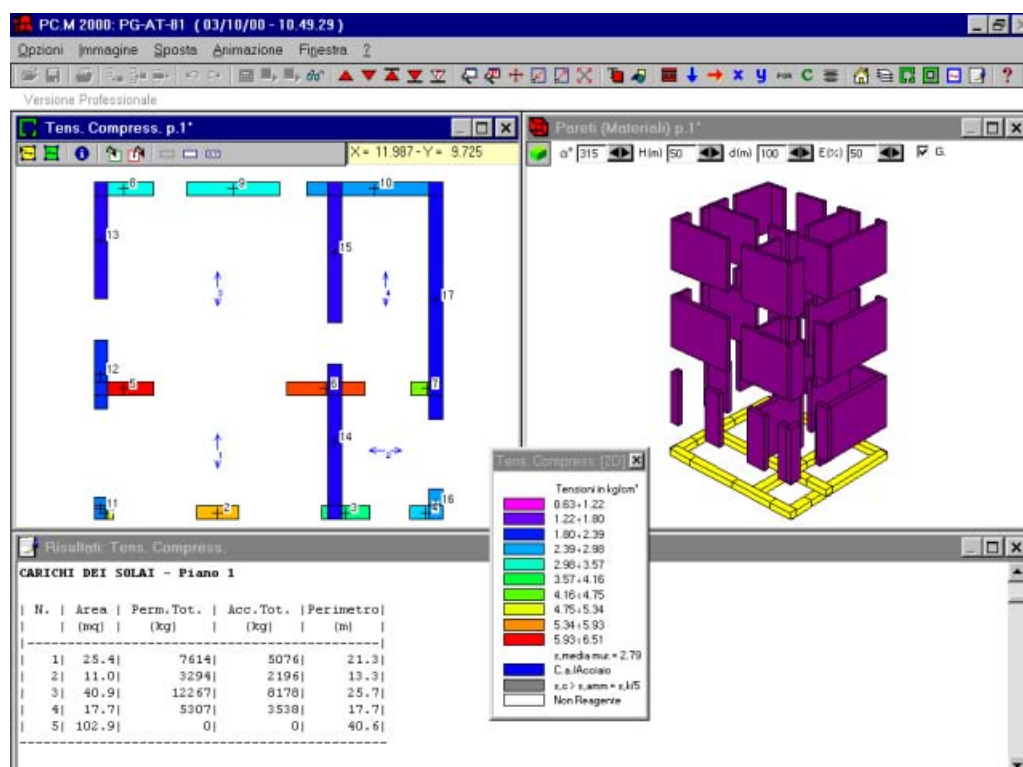 PC.M 2000: PG-AT-81 ( 03/10/00 - 10.49.29 )
Opzioni Immagine Sposta Animazione Finestra ?
Versione Professionale
Tens. Compress. p.1°
X = 11.987 - Y = 9.725
8 9 10
13 15
3 4
17
12
5 6 7
14
1 2
11 2 3 4 16
Pareti (Materiali) p.1°
α° 315 H(m) 50 d(m) 100 E(%) 50 G.
Tens. Compress. [2D]
Tensioni in kg/cm²
0.63÷1.22
1.22÷1.80
1.80÷2.39
2.39÷2.98
2.98÷3.57
3.57÷4.16
4.16÷4.75
4.75÷5.34
5.34÷5.93
5.93÷6.51
s,media mur.= 2.79
C.a./Acciaio
s,c > s,amm = s,k/5
Non Reagente
Risultati: Tens. Compress.
CARICHI DEI SOLAI - Piano 1
| N. | Area | Perm.Tot. | Acc.Tot. |Perimetro|
| | (mq) | (kg) | (kg) | (m) |
|---------------------------------------------|
| 1| 25.4| 7614| 5076| 21.3|
| 2| 11.0| 3294| 2196| 13.3|
| 3| 40.9| 12267| 8178| 25.7|
| 4| 17.7| 5307| 3538| 17.7|
| 5| 102.9| 0| 0| 40.6|
-----------------------------------------------